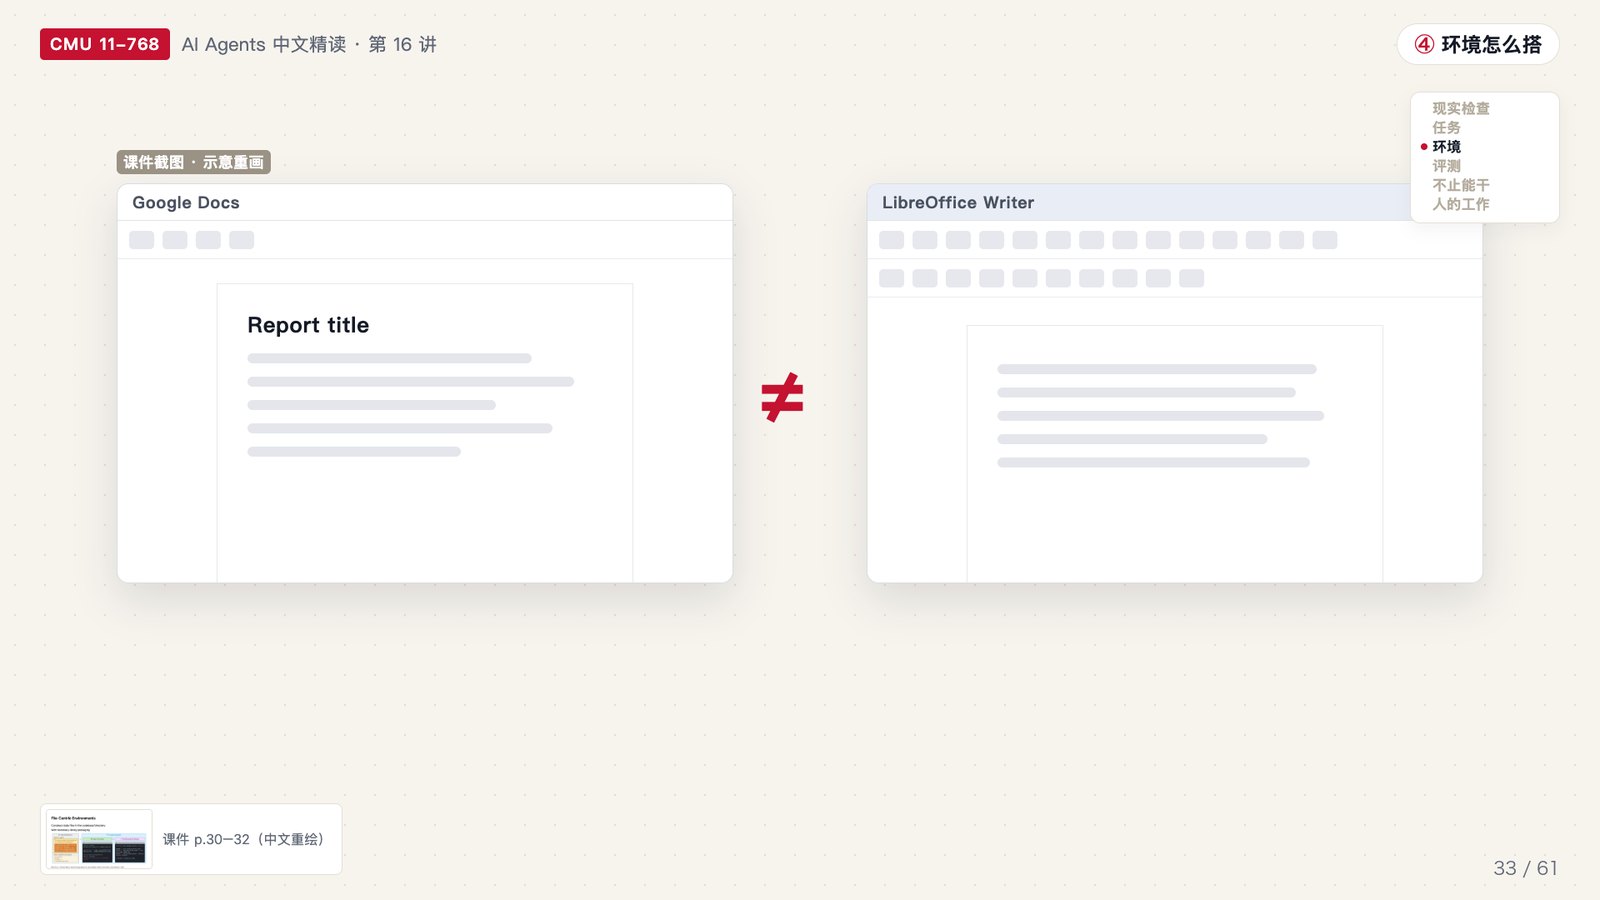 CMU 11-768
AI Agents 中文精读 · 第 16 讲
④ 环境怎么搭
现实检查
任务
环境
评测
不止能干
人的工作
课件截图 · 示意重画
Google Docs
Report title
≠
LibreOffice Writer
课件 p.30—32（中文重绘）
33 / 61